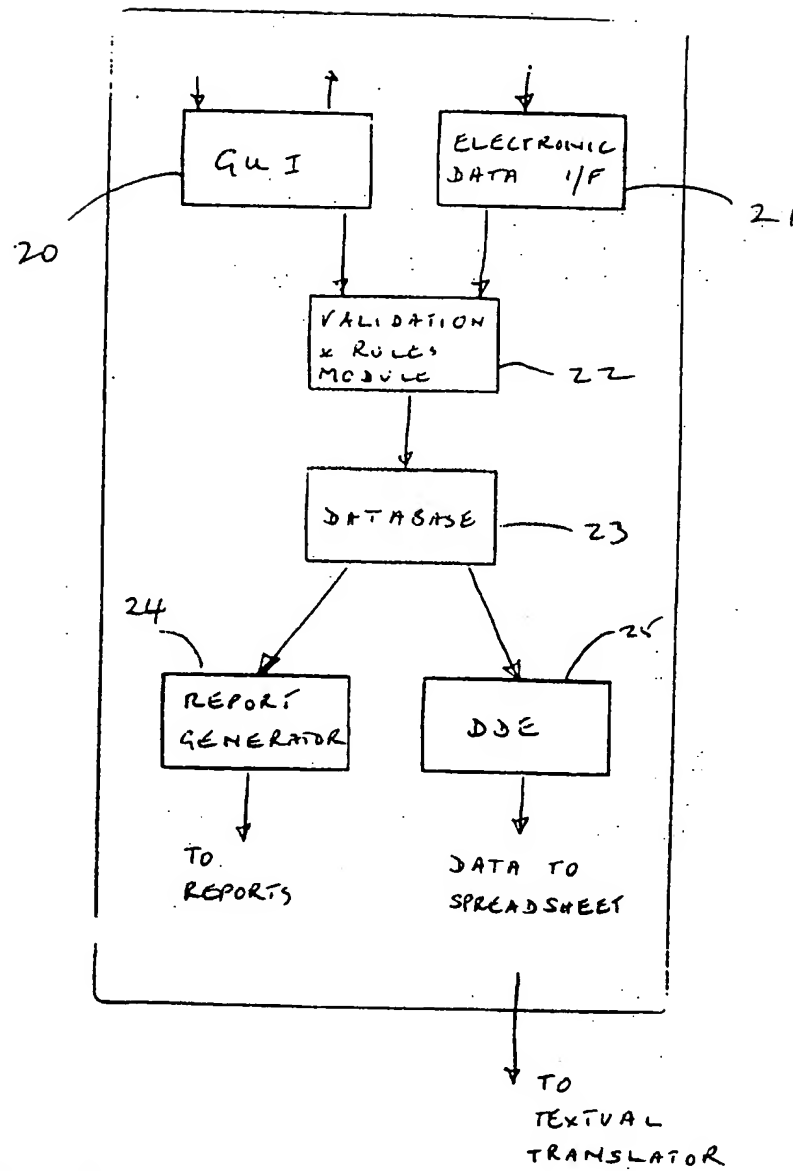 GUI
ELECTRONIC
DATA I/F
20
21
VALIDATION
& RULES
MODULE
22
DATABASE
23
24
25
REPORT
GENERATOR
DDE
TO
REPORTS
DATA TO
SPREADSHEET
TO
TEXTUAL
TRANSLATOR